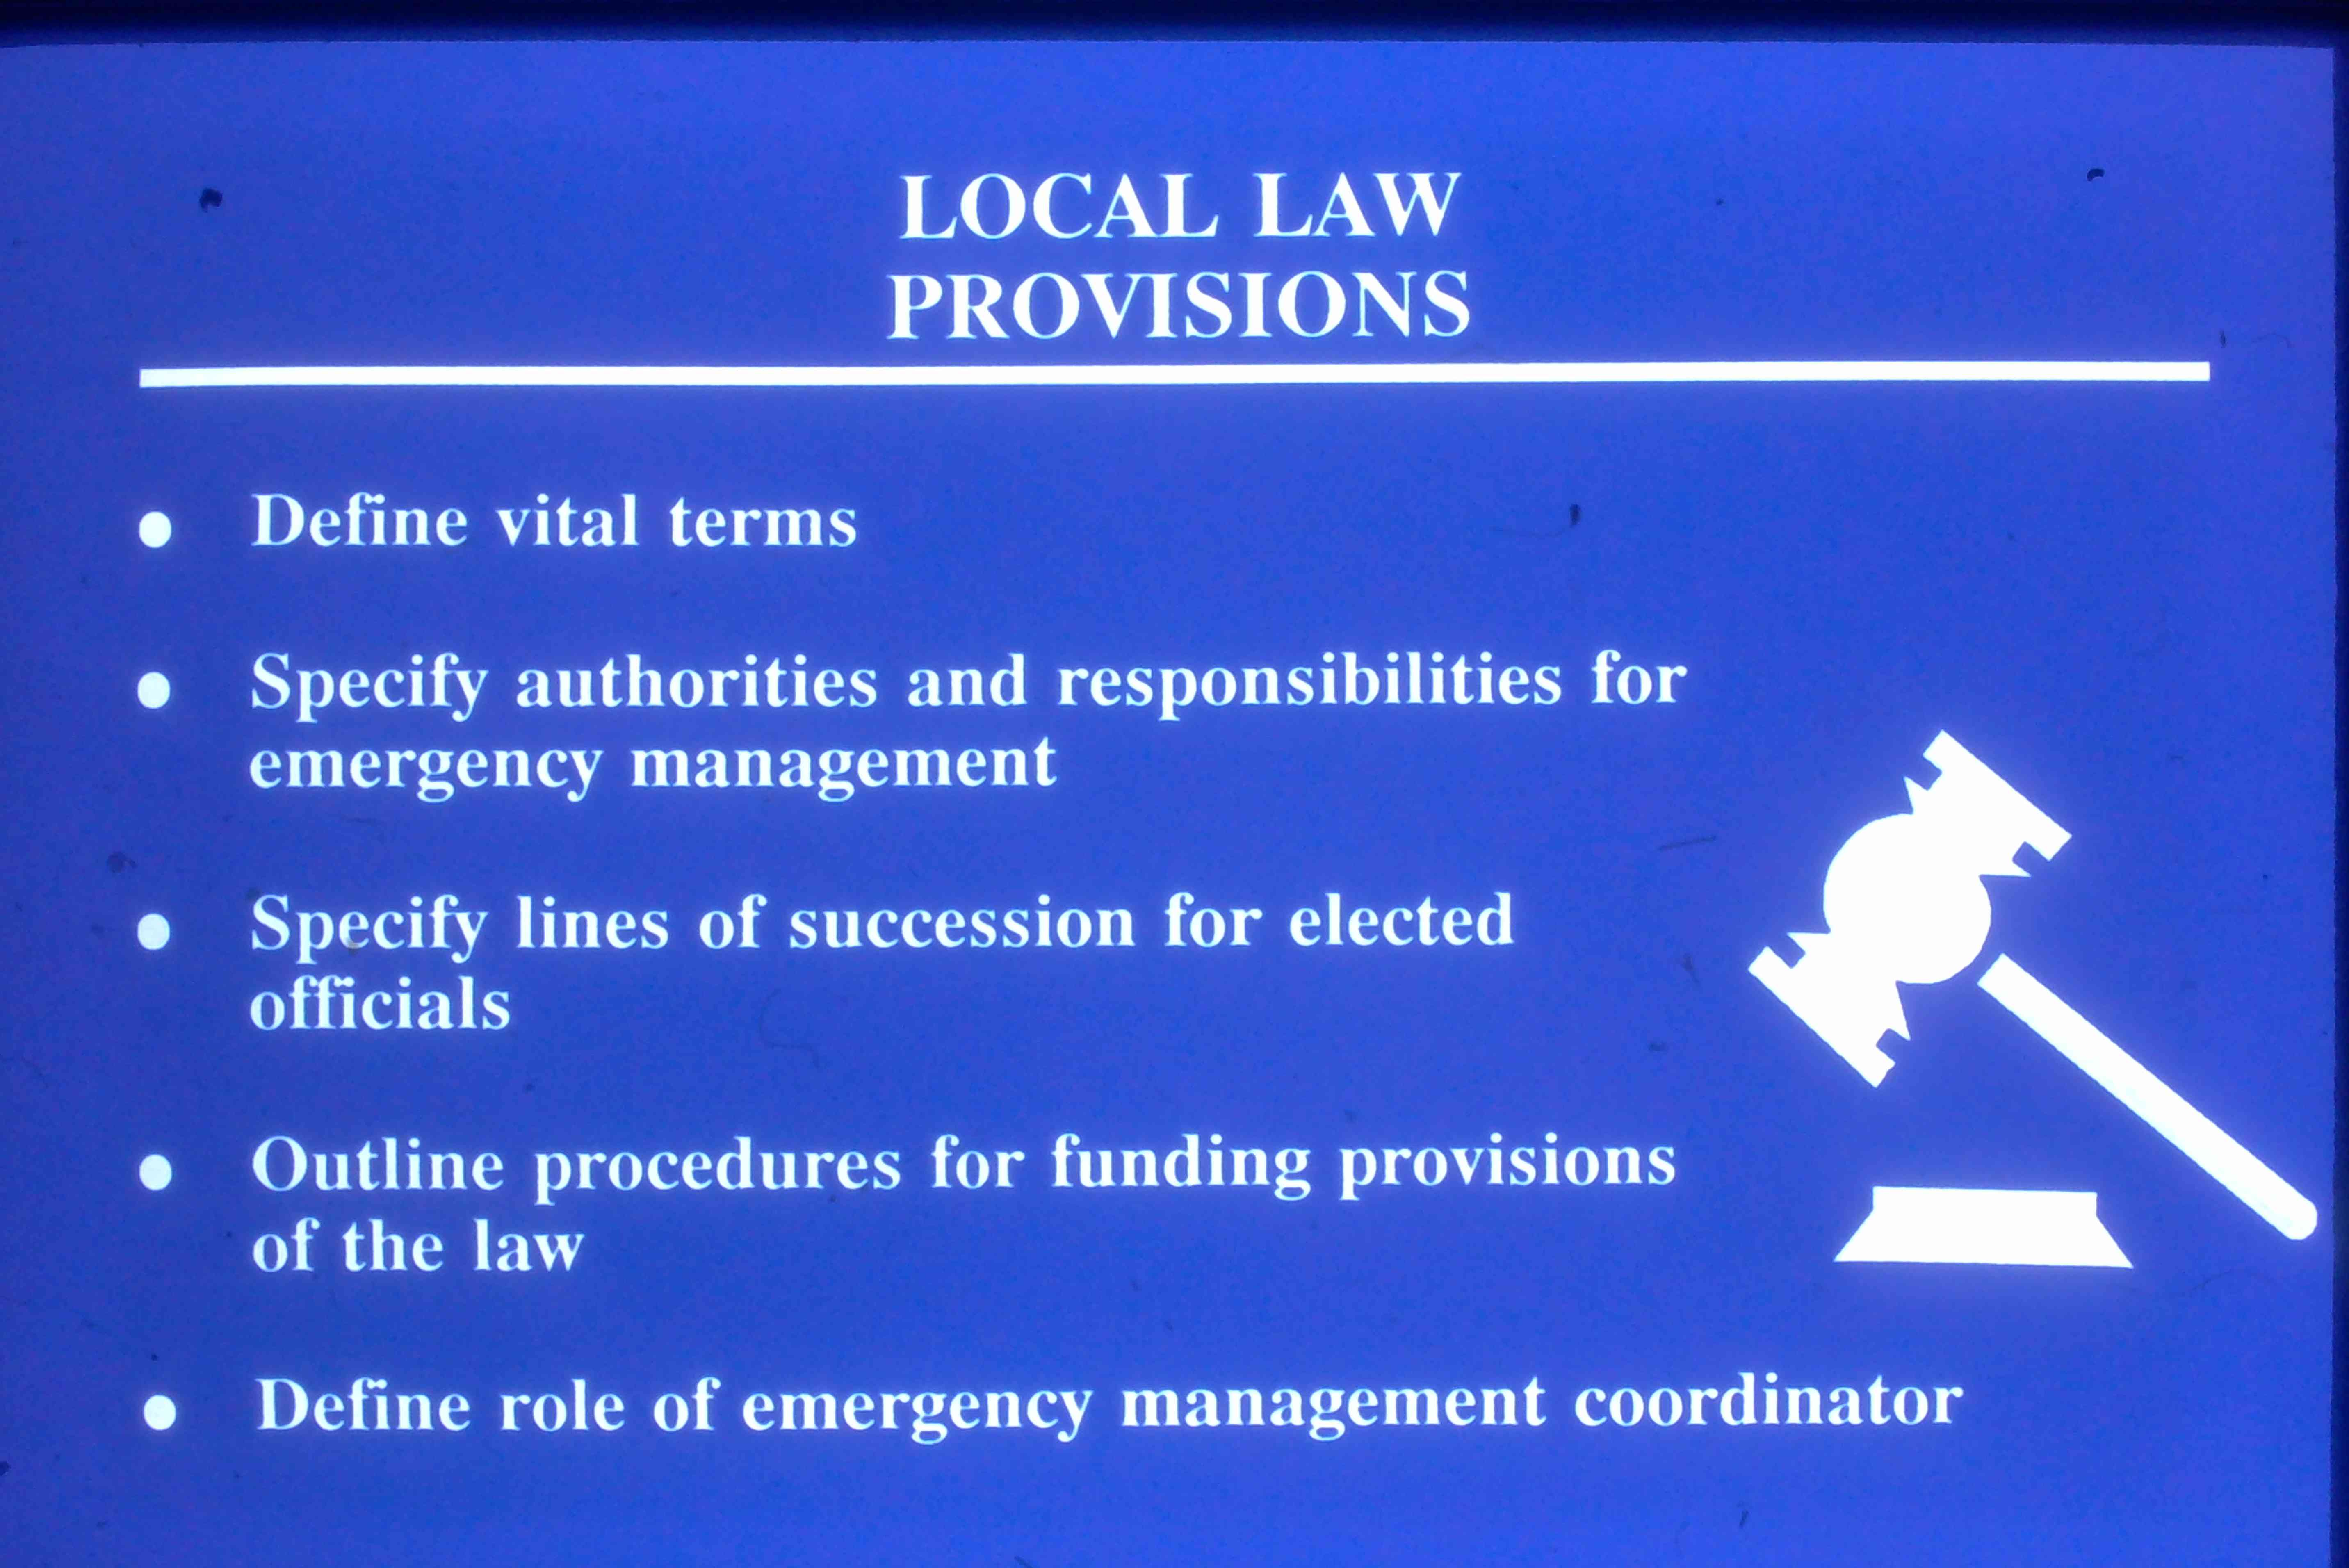 LOCAL LAW
PROVISIONS
● Define vital terms
● Specify authorities and responsibilities for
emergency management
● Specify lines of succession for elected
officials
● Outline procedures for funding provisions
of the law
● Define role of emergency management coordinator